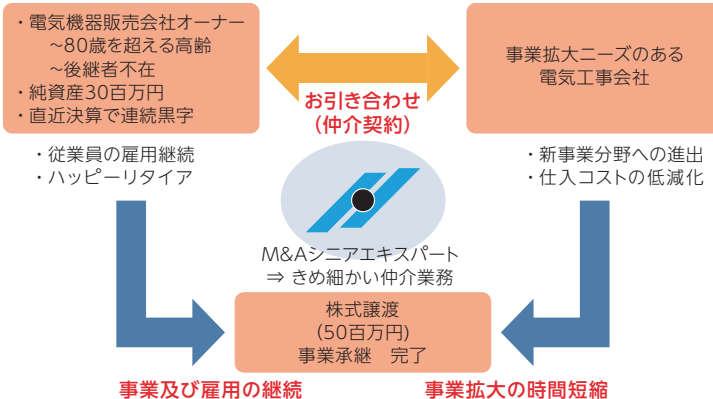 ・電気機器販売会社オーナー
~80歳を超える高齢
~後継者不在
・純資産30百万円
・直近決算で連続黒字
お引き合わせ
(仲介契約)
事業拡大ニーズのある
電気工事会社
・従業員の雇用継続
・ハッピーリタイア
・新事業分野への進出
・仕入コストの低減化
M&Aシニアエキスパート
⇒ きめ細かい仲介業務
株式譲渡
(50百万円)
事業承継　完了
事業及び雇用の継続
事業拡大の時間短縮